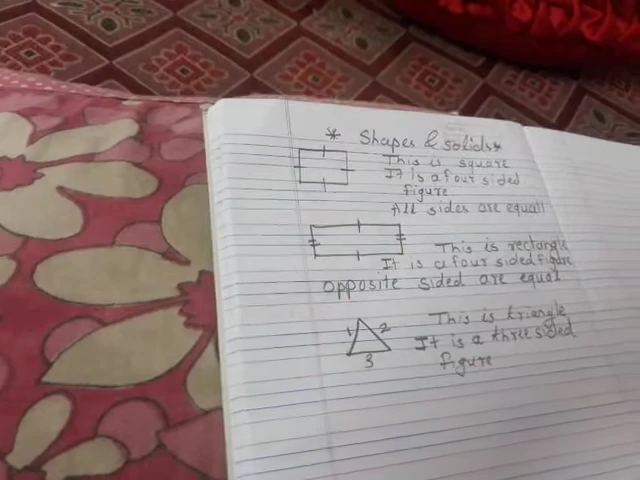 * Shapes & Solids *
This is square
It is a four sided
figure
All sides are equall
This is rectangle
It is a four sided figure
opposite sided are equal
This is triangle
1 2
It is a three sided
3
figure